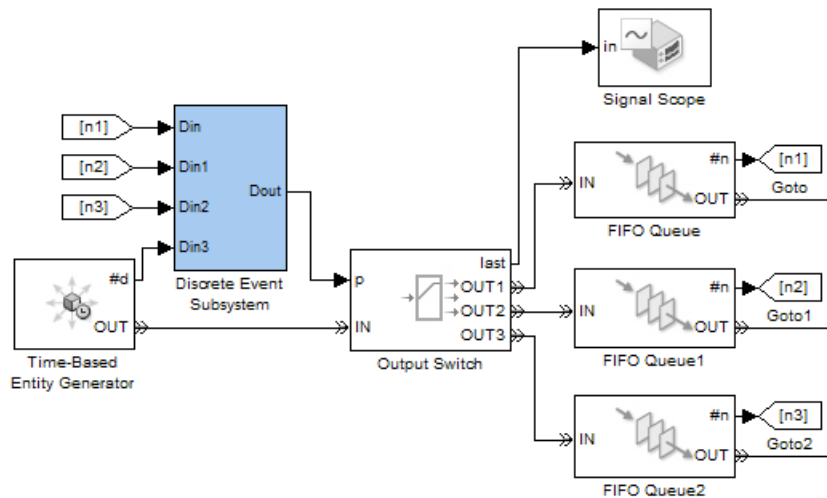 in
Signal Scope
[n1]
Din
[n2]
Din1
[n3]
Din2
Dout
Din3
Discrete Event
Subsystem
#d
OUT
Time-Based
Entity Generator
p
last
OUT1
OUT2
IN
OUT3
Output Switch
#n
IN
OUT
FIFO Queue
[n1]
Goto
#n
IN
OUT
FIFO Queue1
[n2]
Goto1
#n
IN
OUT
FIFO Queue2
[n3]
Goto2